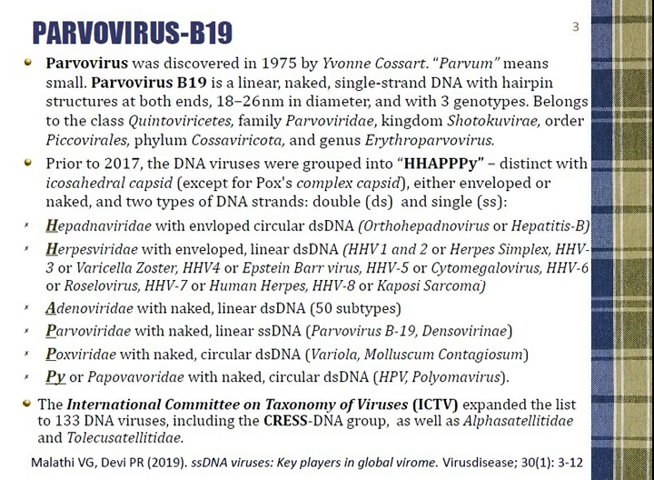 PARVOVIRUS-B19
3
Parvovirus was discovered in 1975 by Yvonne Cossart. “Parvum” means
small. Parvovirus B19 is a linear, naked, single-strand DNA with hairpin
structures at both ends, 18–26nm in diameter, and with 3 genotypes. Belongs
to the class Quintoviricetes, family Parvoviridae, kingdom Shotokuvirae, order
Piccovirales, phylum Cossaviricota, and genus Erythroparvovirus.
Prior to 2017, the DNA viruses were grouped into “HHAPPPy” – distinct with
icosahedral capsid (except for Pox's complex capsid), either enveloped or
naked, and two types of DNA strands: double (ds) and single (ss):
Hepadnaviridae with envloped circular dsDNA (Orthohepadnovirus or Hepatitis-B)
Herpesviridae with enveloped, linear dsDNA (HHV 1 and 2 or Herpes Simplex, HHV-
3 or Varicella Zoster, HHV4 or Epstein Barr virus, HHV-5 or Cytomegalovirus, HHV-6
or Roselovirus, HHV-7 or Human Herpes, HHV-8 or Kaposi Sarcoma)
Adenoviridae with naked, linear dsDNA (50 subtypes)
Parvoviridae with naked, linear ssDNA (Parvovirus B-19, Densovirinae)
Poxviridae with naked, circular dsDNA (Variola, Molluscum Contagiosum)
Py or Papovavoridae with naked, circular dsDNA (HPV, Polyomavirus).
The International Committee on Taxonomy of Viruses (ICTV) expanded the list
to 133 DNA viruses, including the CRESS-DNA group, as well as Alphasatellitidae
and Tolecusatellitidae.
Malathi VG, Devi PR (2019). ssDNA viruses: Key players in global virome. Virusdisease; 30(1): 3-12